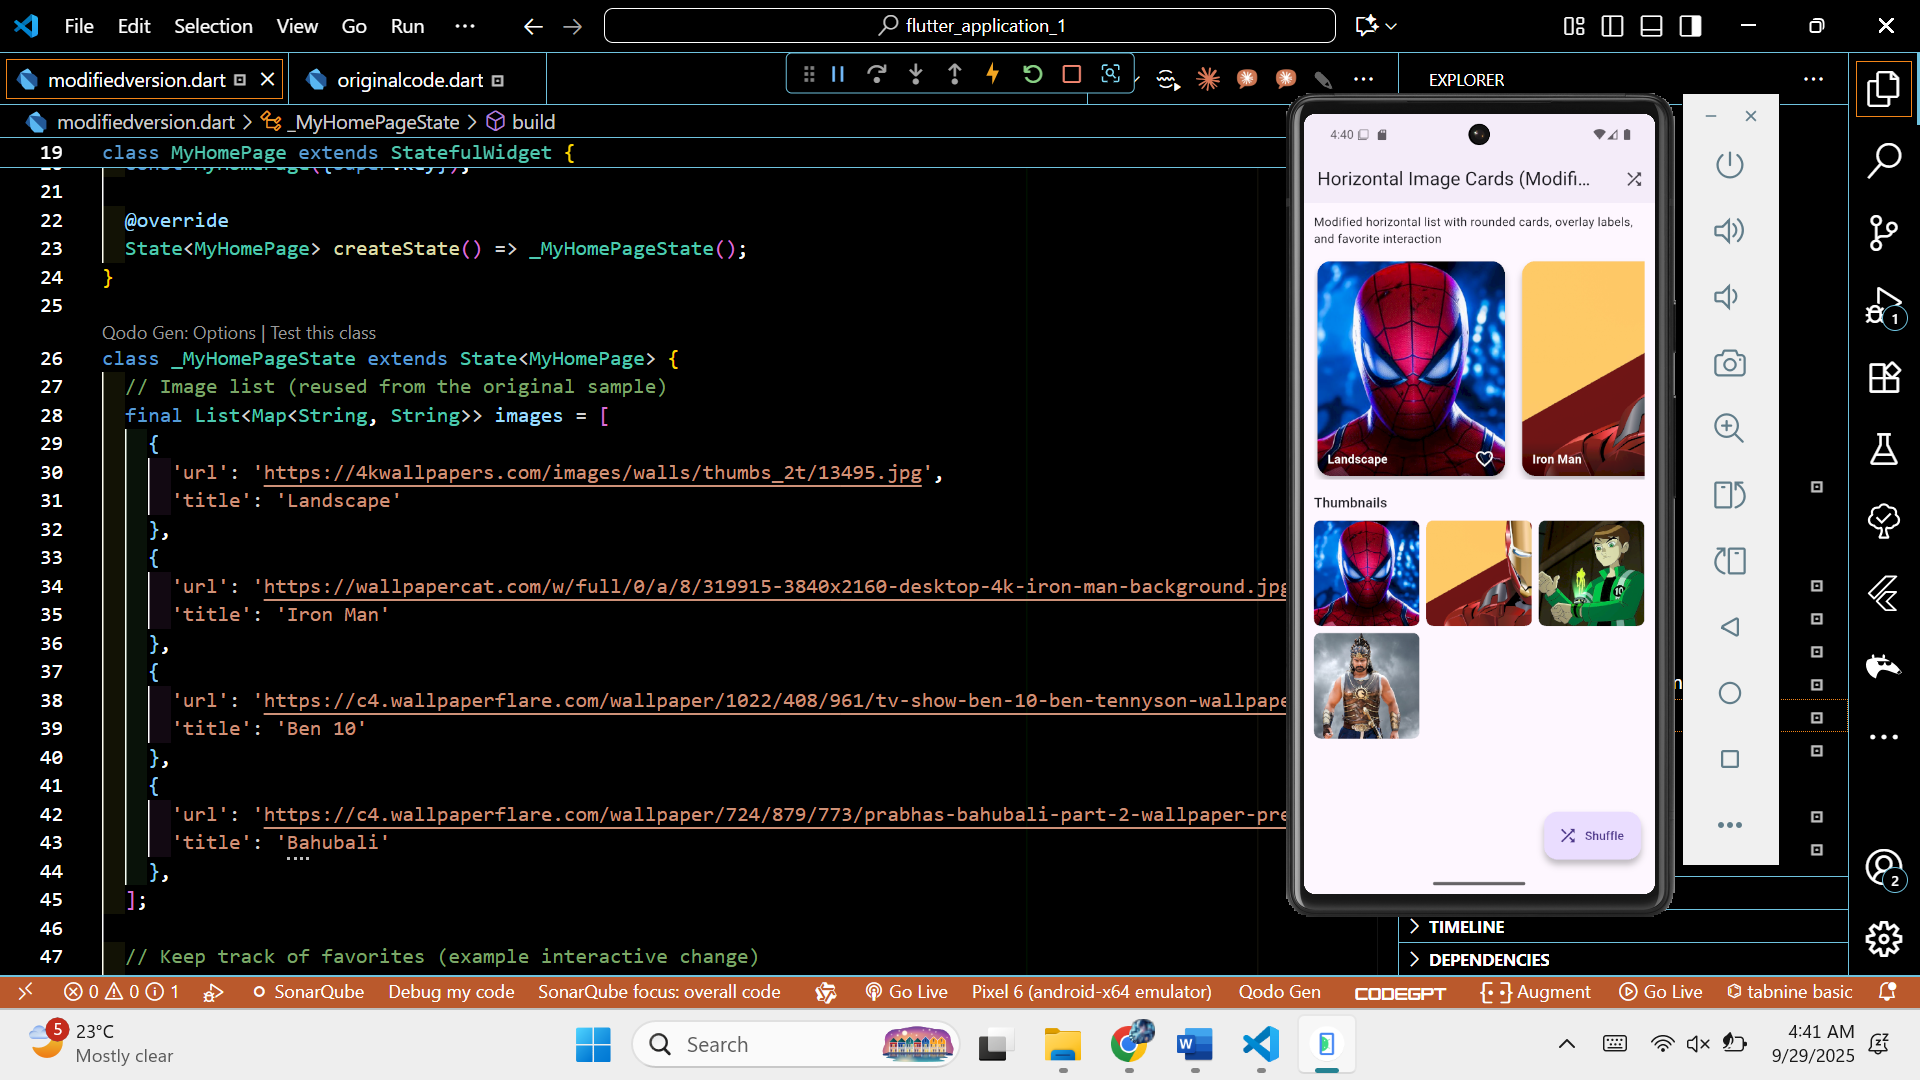 File Edit Selection View Go Run ···
flutter_application_1
modifiedversion.dart
originalcode.dart
EXPLORER
modifiedversion.dart > _MyHomePageState > build
19 class MyHomePage extends StatefulWidget {
21
22 @override
23 State<MyHomePage> createState() => _MyHomePageState();
24 }
25
Qodo Gen: Options | Test this class
26 class _MyHomePageState extends State<MyHomePage> {
27 // Image list (reused from the original sample)
28 final List<Map<String, String>> images = [
29 {
30 'url': 'https://4kwallpapers.com/images/walls/thumbs_2t/13495.jpg',
31 'title': 'Landscape'
32 },
33 {
34 'url': 'https://wallpapercat.com/w/full/0/a/8/319915-3840x2160-desktop-4k-iron-man-background.jpg
35 'title': 'Iron Man'
36 },
37 {
38 'url': 'https://c4.wallpaperflare.com/wallpaper/1022/408/961/tv-show-ben-10-ben-tennyson-wallpape
39 'title': 'Ben 10'
40 },
41 {
42 'url': 'https://c4.wallpaperflare.com/wallpaper/724/879/773/prabhas-bahubali-part-2-wallpaper-pre
43 'title': 'Bahubali'
44 },
45 ];
46
47 // Keep track of favorites (example interactive change)
4:40
Horizontal Image Cards (Modifi...
Modified horizontal list with rounded cards, overlay labels,
and favorite interaction
Landscape
Iron Man
Thumbnails
10
Shuffle
1
2
TIMELINE
DEPENDENCIES
0 0 1 SonarQube Debug my code SonarQube focus: overall code Go Live Pixel 6 (android-x64 emulator) Qodo Gen CODEGPT Augment Go Live tabnine basic
5
23°C
Mostly clear
Search
4:41 AM
9/29/2025